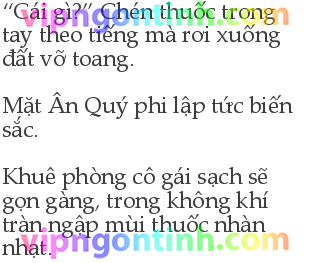 “Cái gì?” Chén thuốc trong
tay theo tiếng mà rơi xuống
đất vỡ toang.
Mặt Ân Quý phi lập tức biến
sắc.
Khuê phòng cô gái sạch sẽ
gọn gàng, trong không khí
tràn ngập mùi thuốc nhàn
nhạt.
vipngontinh.com
vipngontinh.com